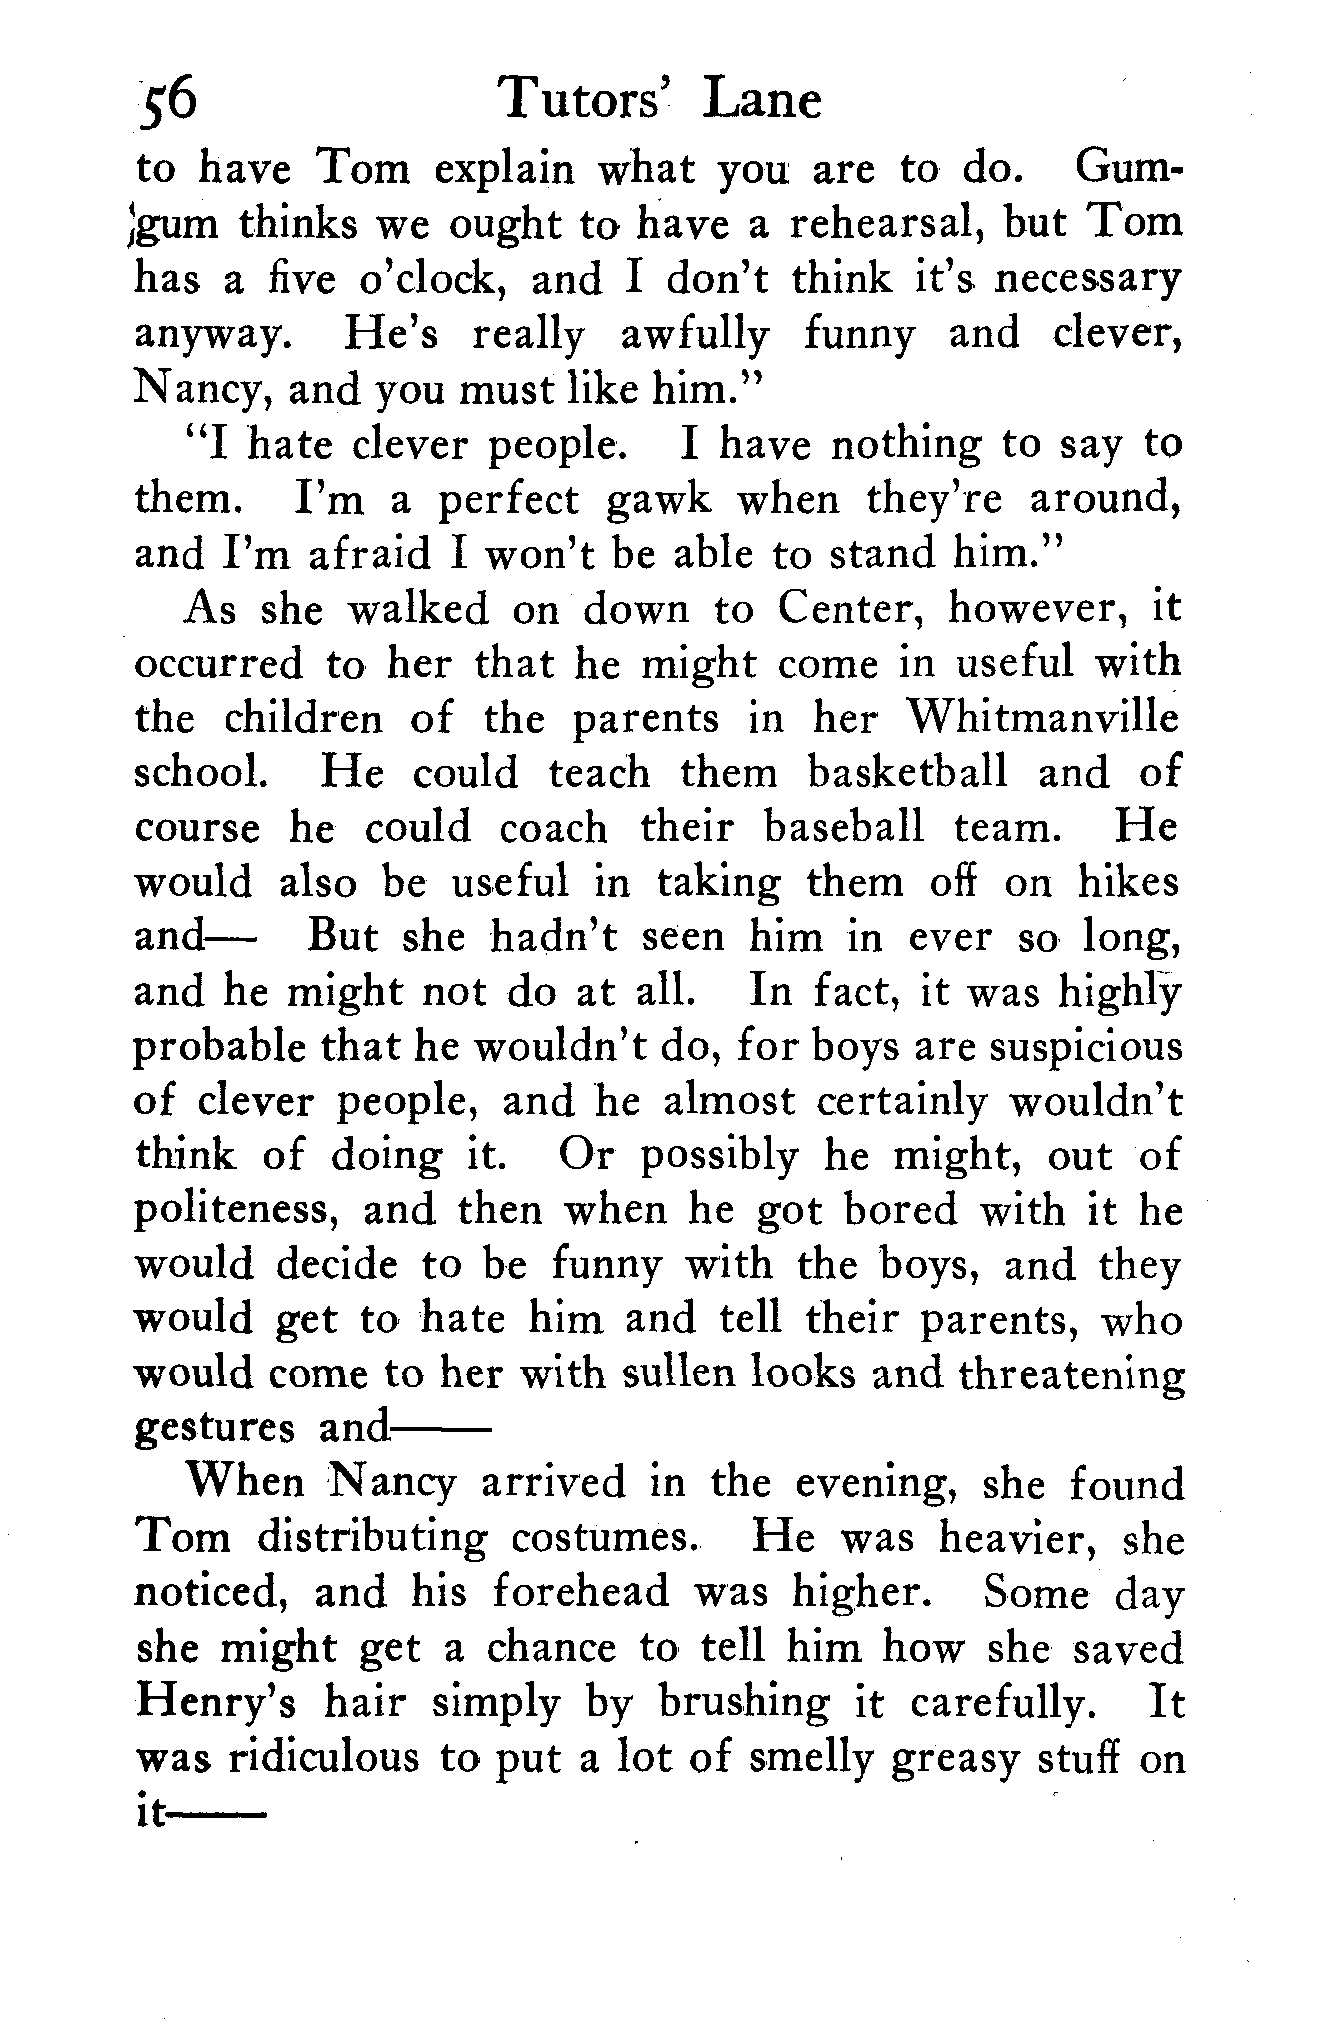 56 Tutors' Lane
to have Tom explain what you are to do. Gum-
gum thinks we ought to have a rehearsal, but Tom
has a five o'clock, and I don't think it's necessary
anyway. He's really awfully funny and clever,
Nancy, and you must like him."
"I hate clever people. I have nothing to say to
them. I'm a perfect gawk when they're around,
and I'm afraid I won't be able to stand him."
As she walked on down to Center, however, it
occurred to her that he might come in useful with
the children of the parents in her Whitmanville
school. He could teach them basketball and of
course he could coach their baseball team. He
would also be useful in taking them off on hikes
and— But she hadn't seen him in ever so long,
and he might not do at all. In fact, it was highly
probable that he wouldn't do, for boys are suspicious
of clever people, and he almost certainly wouldn't
think of doing it. Or possibly he might, out of
politeness, and then when he got bored with it he
would decide to be funny with the boys, and they
would get to hate him and tell their parents, who
would come to her with sullen looks and threatening
gestures and——
When Nancy arrived in the evening, she found
Tom distributing costumes. He was heavier, she
noticed, and his forehead was higher. Some day
she might get a chance to tell him how she saved
Henry's hair simply by brushing it carefully. It
was ridiculous to put a lot of smelly greasy stuff on
it——